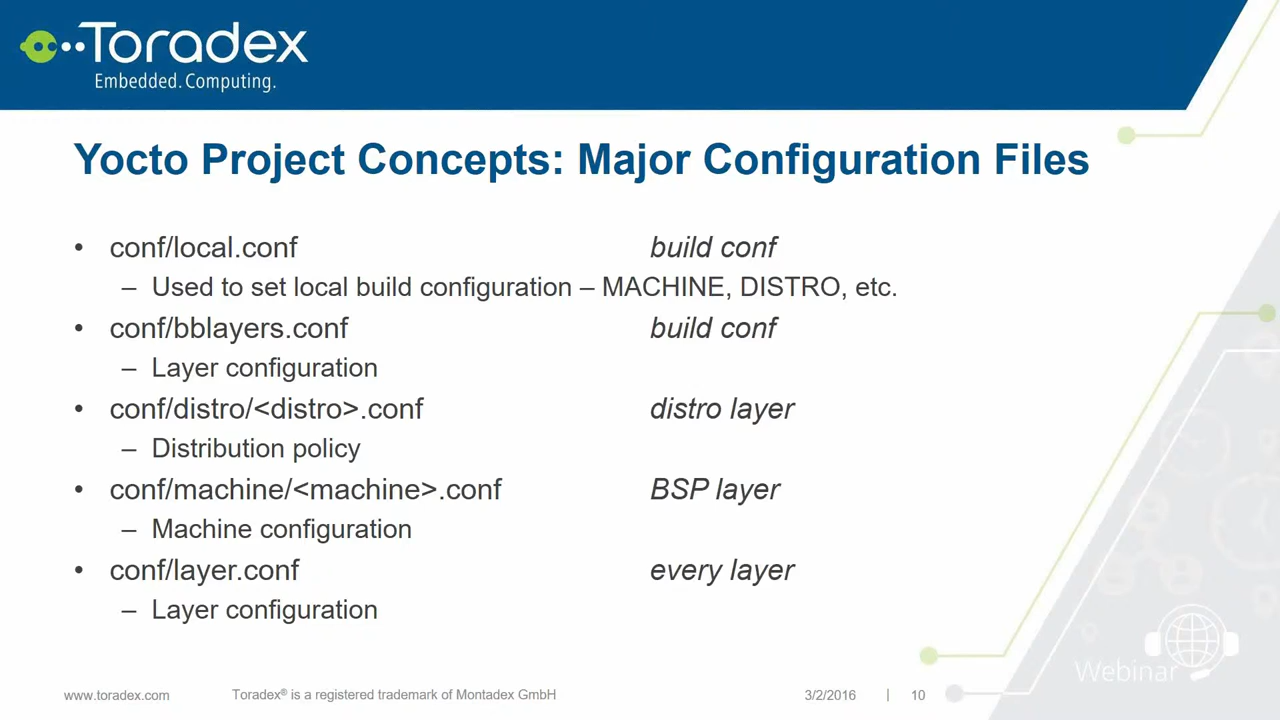 Toradex
Embedded.Computing.
Yocto Project Concepts: Major Configuration Files
• conf/local.conf build conf
– Used to set local build configuration – MACHINE, DISTRO, etc.
• conf/bblayers.conf build conf
– Layer configuration
• conf/distro/<distro>.conf distro layer
– Distribution policy
• conf/machine/<machine>.conf BSP layer
– Machine configuration
• conf/layer.conf every layer
– Layer configuration
Webinar
www.toradex.com Toradex® is a registered trademark of Montadex GmbH 3/2/2016 | 10